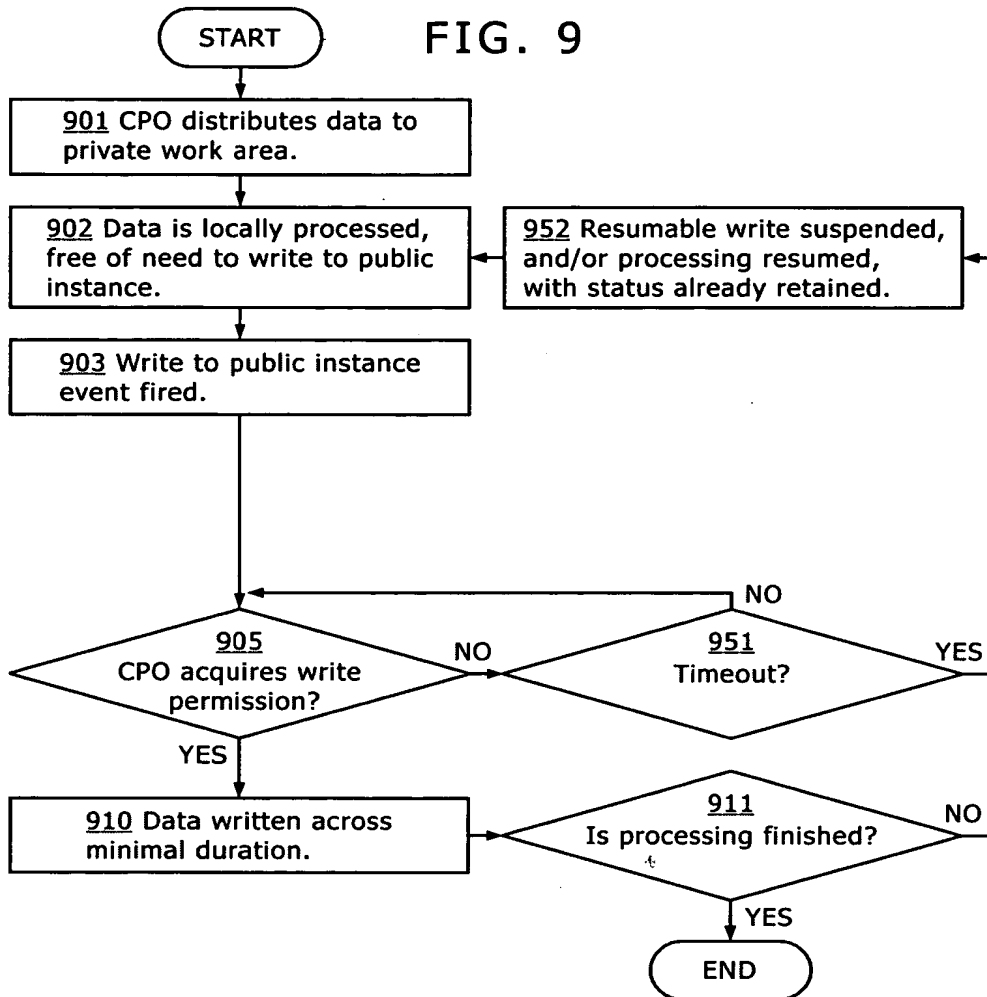 START
FIG. 9
901 CPO distributes data to
private work area.
902 Data is locally processed,
free of need to write to public
instance.
952 Resumable write suspended,
and/or processing resumed,
with status already retained.
903 Write to public instance
event fired.
NO
905
CPO acquires write
permission?
NO
951
Timeout?
YES
YES
910 Data written across
minimal duration.
911
Is processing finished?
NO
YES
END